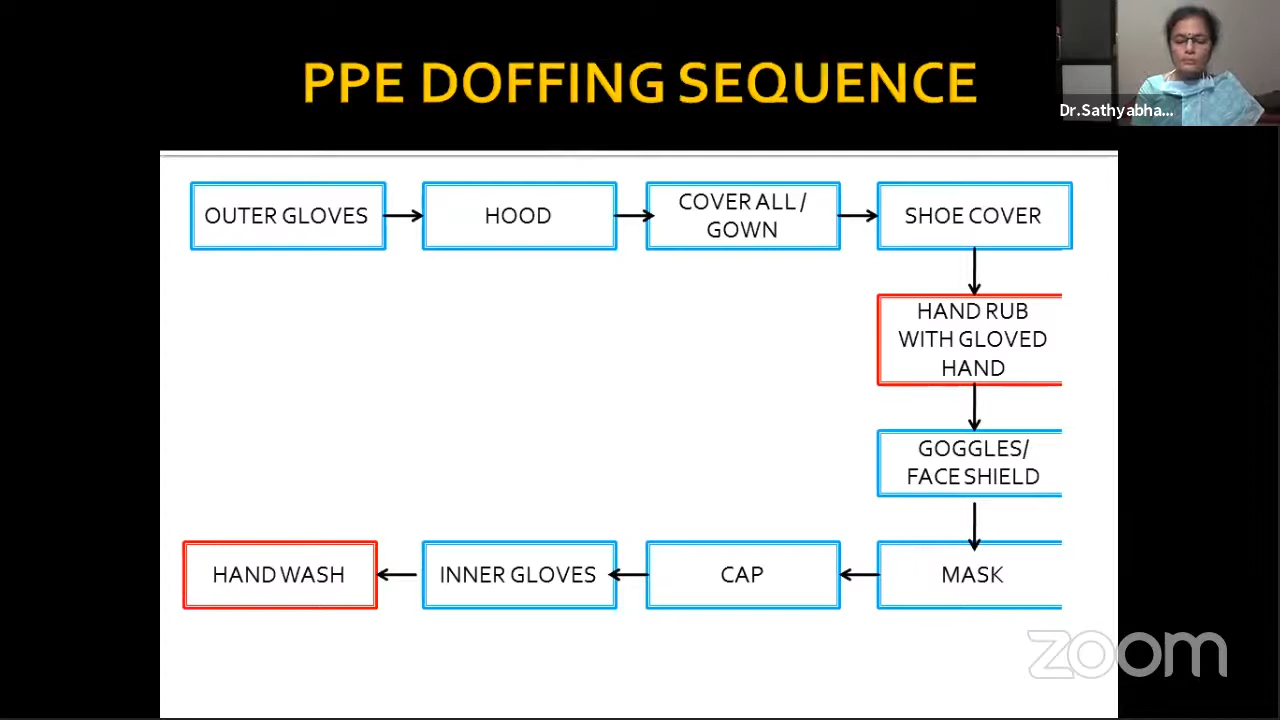 PPE DOFFING SEQUENCE
Dr.Sathyabha...
OUTER GLOVES
HOOD
COVER ALL /
GOWN
SHOE COVER
HAND RUB
WITH GLOVED
HAND
GOGGLES/
FACE SHIELD
MASK
CAP
INNER GLOVES
HAND WASH
zoom